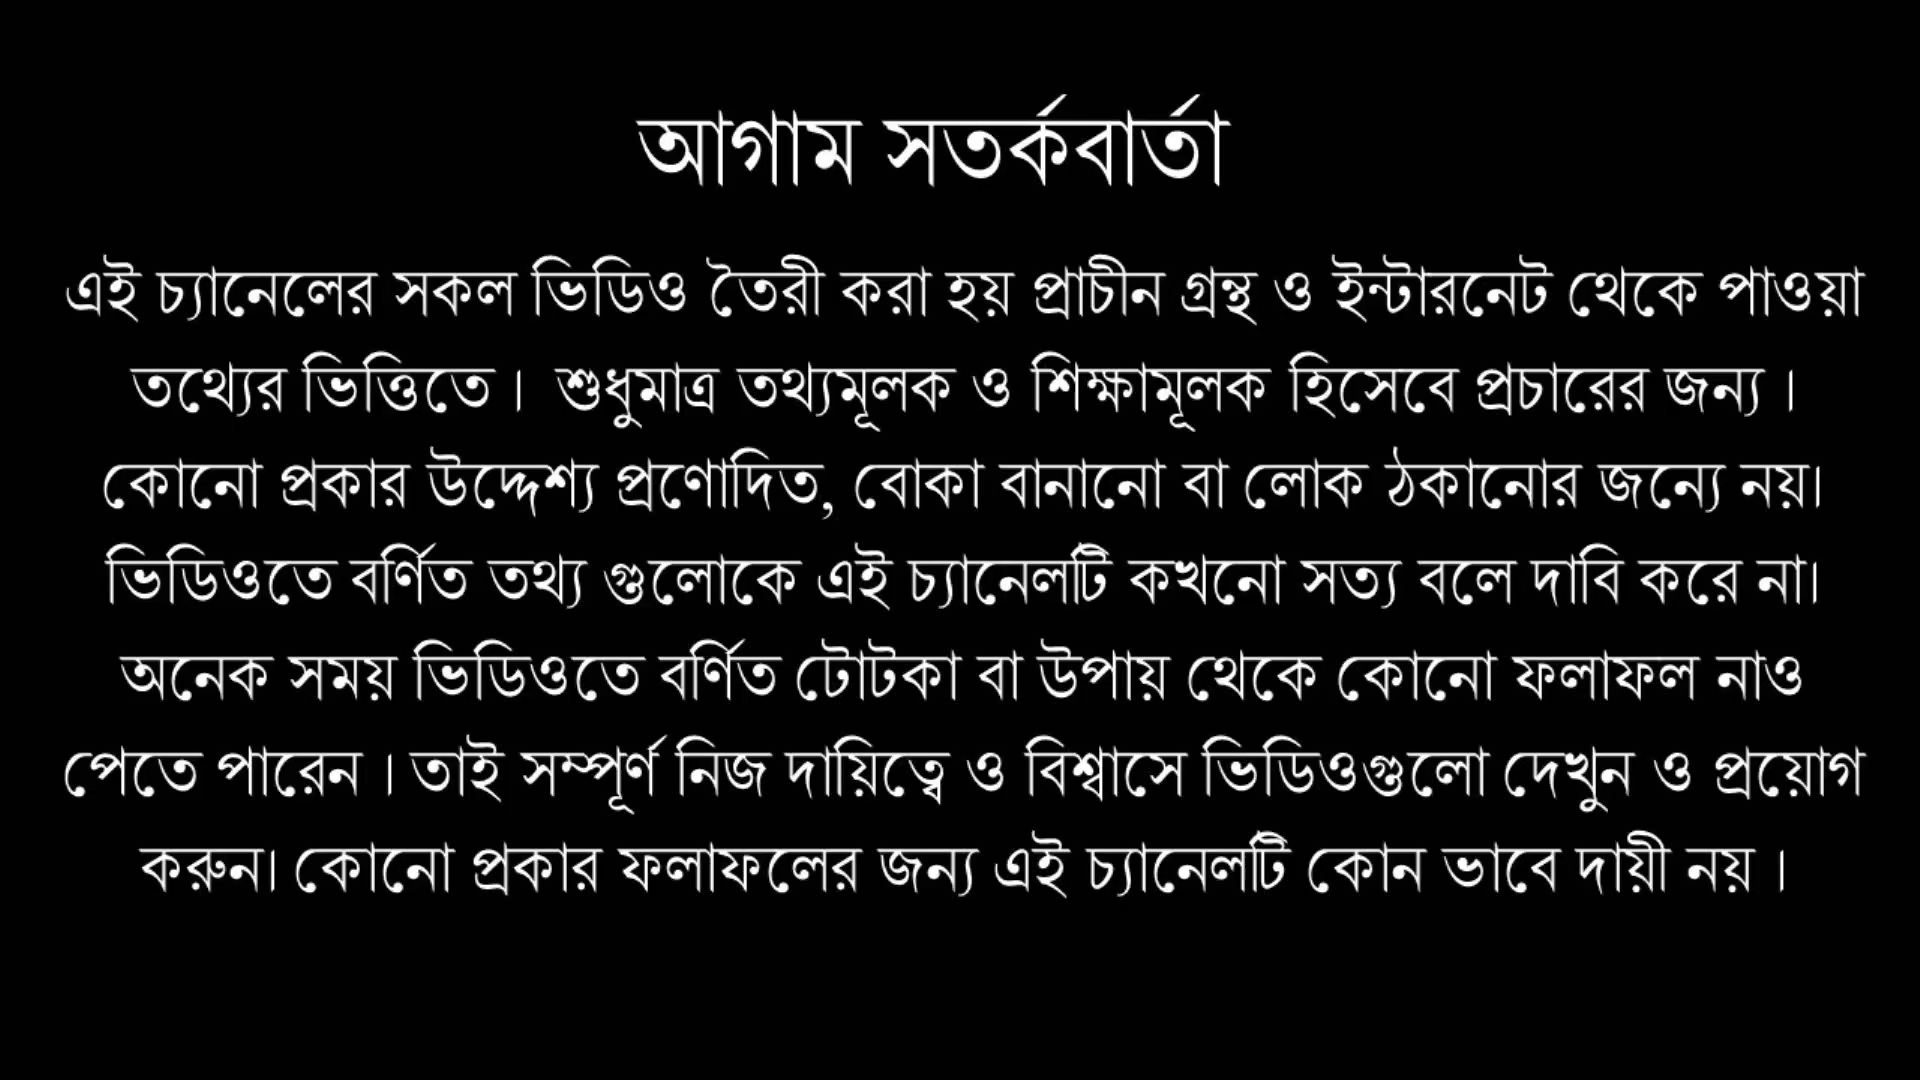 আগাম সতর্কবার্তা
এই চ্যানেলের সকল ভিডিও তৈরী করা হয় প্রাচীন গ্রন্থ ও ইন্টারনেট থেকে পাওয়া
তথ্যের ভিত্তিতে । শুধুমাত্র তথ্যমূলক ও শিক্ষামূলক হিসেবে প্রচারের জন্য ।
কোনো প্রকার উদ্দেশ্য প্রণোদিত, বোকা বানানো বা লোক ঠকানোর জন্যে নয়।
ভিডিওতে বর্ণিত তথ্য গুলোকে এই চ্যানেলটি কখনো সত্য বলে দাবি করে না।
অনেক সময় ভিডিওতে বর্ণিত টোটকা বা উপায় থেকে কোনো ফলাফল নাও
পেতে পারেন । তাই সম্পূর্ণ নিজ দায়িত্বে ও বিশ্বাসে ভিডিওগুলো দেখুন ও প্রয়োগ
করুন। কোনো প্রকার ফলাফলের জন্য এই চ্যানেলটি কোন ভাবে দায়ী নয় ।